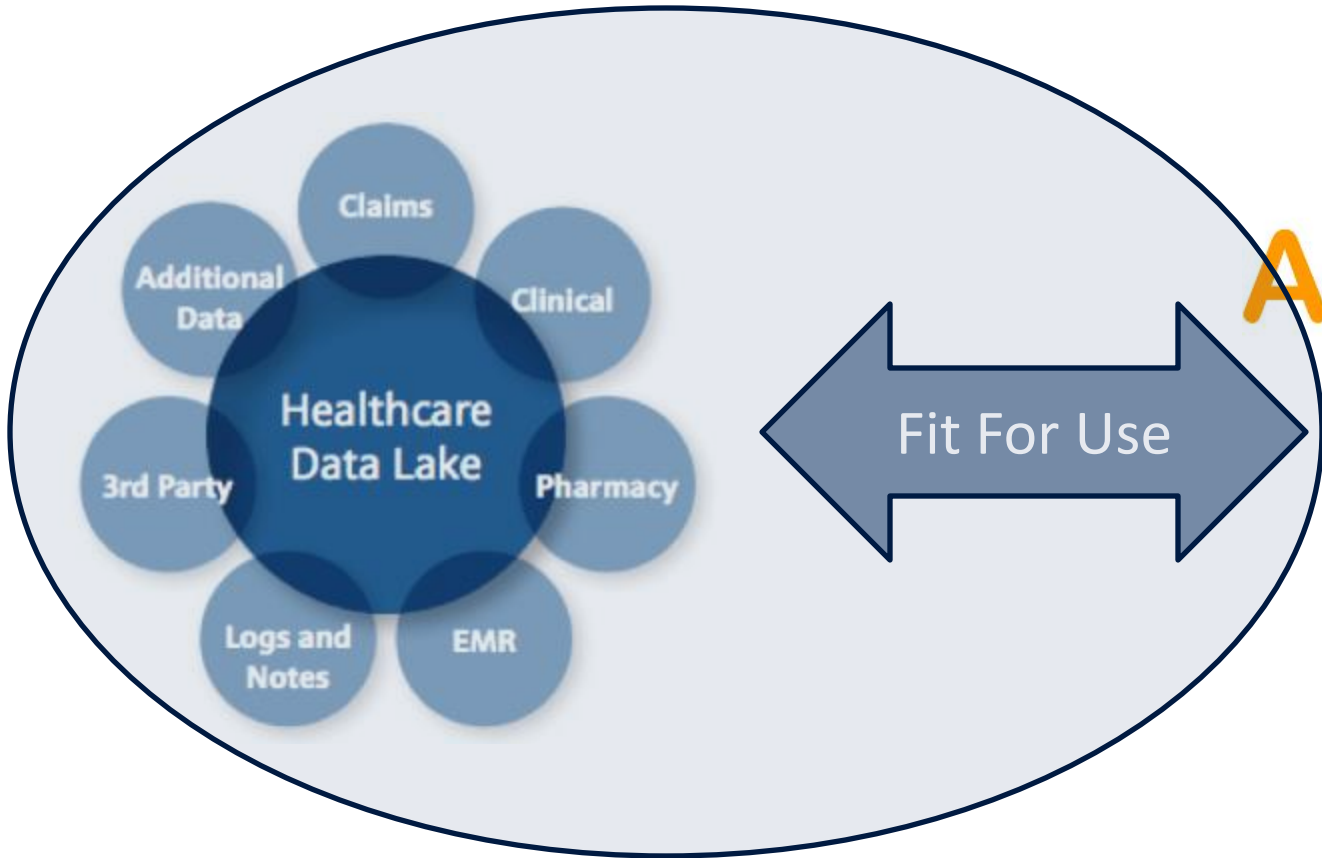 Claims
Additional
Data
Clinical
Healthcare
Data Lake
3rd Party
Pharmacy
Logs and
Notes
EMR
Fit For Use
A